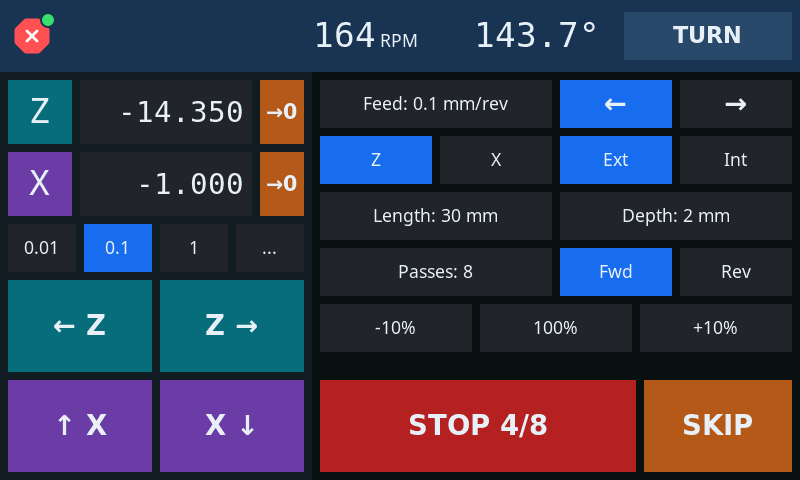 164 RPM 143.7° TURN
Z -14.350 →0
X -1.000 →0
0.01 0.1 1 ...
← Z Z →
↑ X X ↓
Feed: 0.1 mm/rev ← →
Z X Ext Int
Length: 30 mm Depth: 2 mm
Passes: 8 Fwd Rev
-10% 100% +10%
STOP 4/8 SKIP